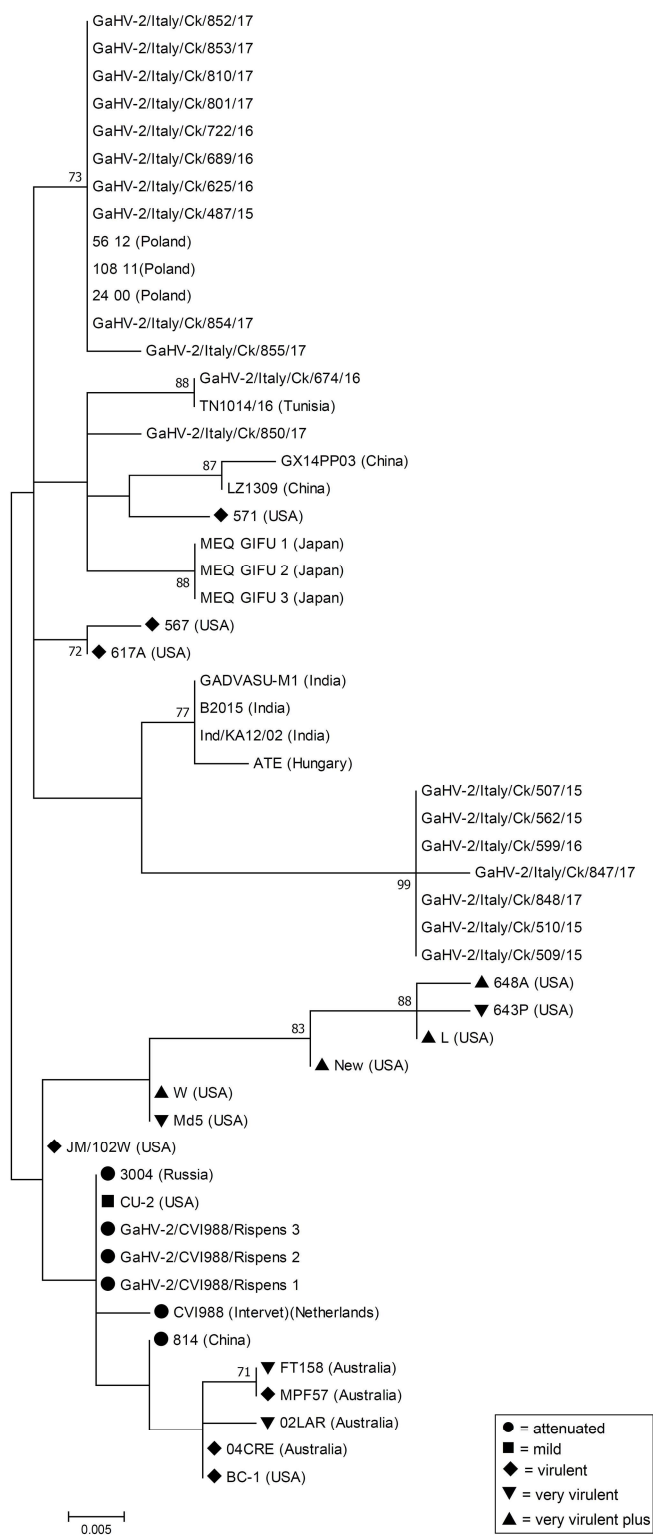 GaHV-2/Italy/Ck/852/17
GaHV-2/Italy/Ck/853/17
GaHV-2/Italy/Ck/810/17
GaHV-2/Italy/Ck/801/17
GaHV-2/Italy/Ck/722/16
GaHV-2/Italy/Ck/689/16
73
GaHV-2/Italy/Ck/625/16
GaHV-2/Italy/Ck/487/15
56 12 (Poland)
108 11(Poland)
24 00 (Poland)
GaHV-2/Italy/Ck/854/17
GaHV-2/Italy/Ck/855/17
88
GaHV-2/Italy/Ck/674/16
TN1014/16 (Tunisia)
GaHV-2/Italy/Ck/850/17
87
GX14PP03 (China)
LZ1309 (China)
571 (USA)
MEQ GIFU 1 (Japan)
MEQ GIFU 2 (Japan)
88
MEQ GIFU 3 (Japan)
567 (USA)
72
617A (USA)
GADVASU-M1 (India)
77
B2015 (India)
Ind/KA12/02 (India)
ATE (Hungary)
GaHV-2/Italy/Ck/507/15
GaHV-2/Italy/Ck/562/15
GaHV-2/Italy/Ck/599/16
GaHV-2/Italy/Ck/847/17
99
GaHV-2/Italy/Ck/848/17
GaHV-2/Italy/Ck/510/15
GaHV-2/Italy/Ck/509/15
648A (USA)
88
643P (USA)
83
L (USA)
New (USA)
W (USA)
Md5 (USA)
JM/102W (USA)
3004 (Russia)
CU-2 (USA)
GaHV-2/CVI988/Rispens 3
GaHV-2/CVI988/Rispens 2
GaHV-2/CVI988/Rispens 1
CVI988 (Intervet)(Netherlands)
814 (China)
71
FT158 (Australia)
MPF57 (Australia)
02LAR (Australia)
04CRE (Australia)
BC-1 (USA)
0.005
= attenuated
= mild
= virulent
= very virulent
= very virulent plus